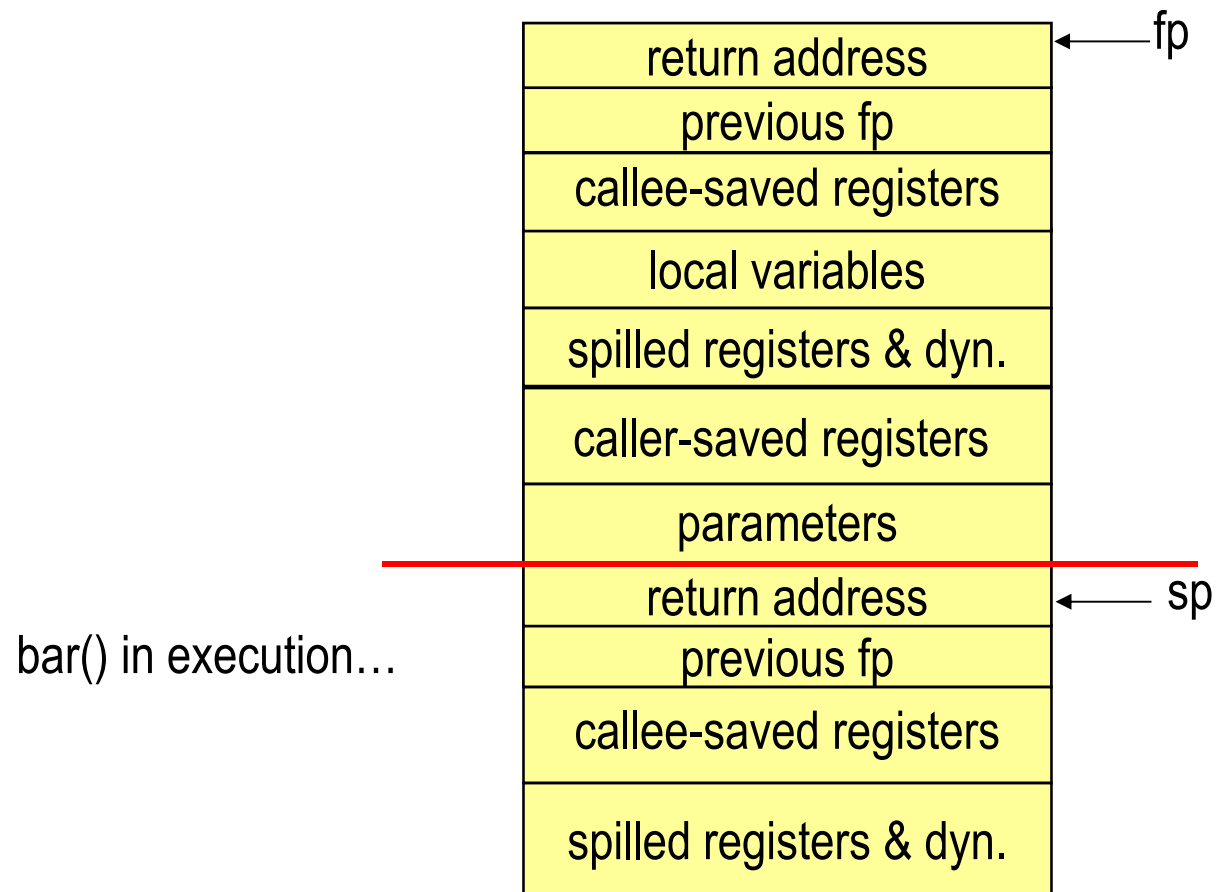 fp
return address
previous fp
callee-saved registers
local variables
spilled registers & dyn.
caller-saved registers
parameters
return address
sp
bar() in execution…
previous fp
callee-saved registers
spilled registers & dyn.